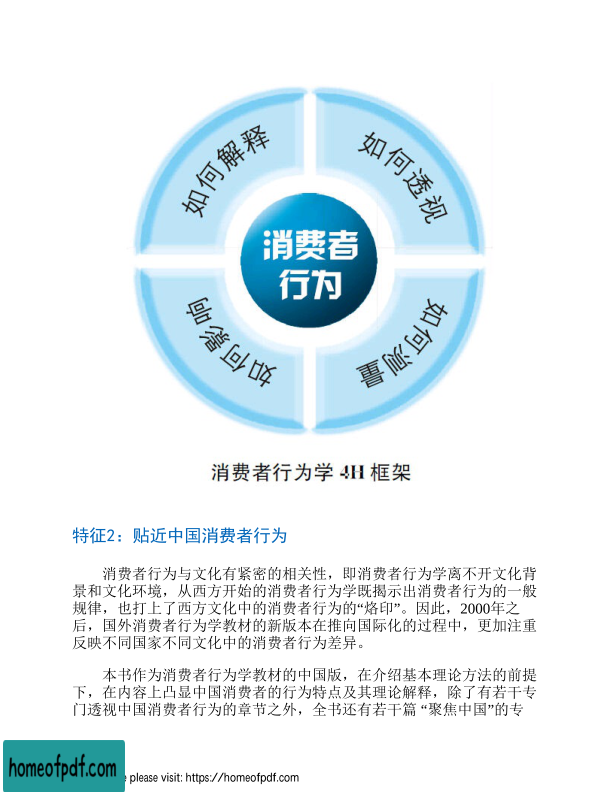 如何解释
如何透视
消费者
行为
如何影响
如何测量
消费者行为学 4H 框架
特征2：贴近中国消费者行为
消费者行为与文化有紧密的相关性，即消费者行为学离不开文化背
景和文化环境，从西方开始的消费者行为学既揭示出消费者行为的一般
规律，也打上了西方文化中的消费者行为的“烙印”。因此，2000年之
后，国外消费者行为学教材的新版本在推向国际化的过程中，更加注重
反映不同国家不同文化中的消费者行为差异。
本书作为消费者行为学教材的中国版，在介绍基本理论方法的前提
下，在内容上凸显中国消费者的行为特点及其理论解释，除了有若干专
门透视中国消费者行为的章节之外，全书还有若干篇 “聚焦中国”的专
homeofpdf.com
e please visit: https://homeofpdf.com